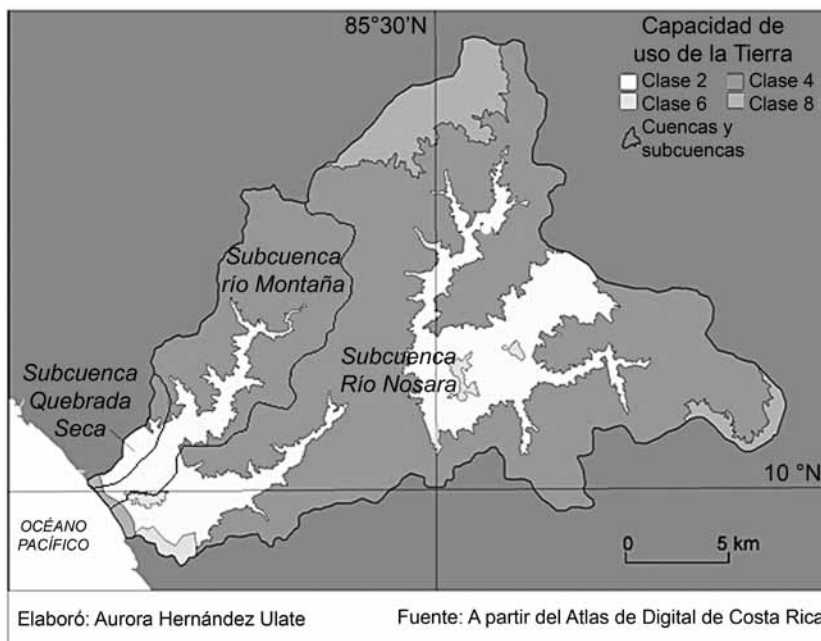 85°30’N
Capacidad de
uso de la Tierra
Clase 2
Clase 4
Clase 6
Clase 8
Cuencas y
subcuencas
Subcuenca
río Montaña
Subcuenca
Quebrada
Seca
Subcuenca
Río Nosara
10 °N
OCÉANO
PACÍFICO
0
5 km
Elaboró: Aurora Hernández Ulate
Fuente: A partir del Atlas de Digital de Costa Rica